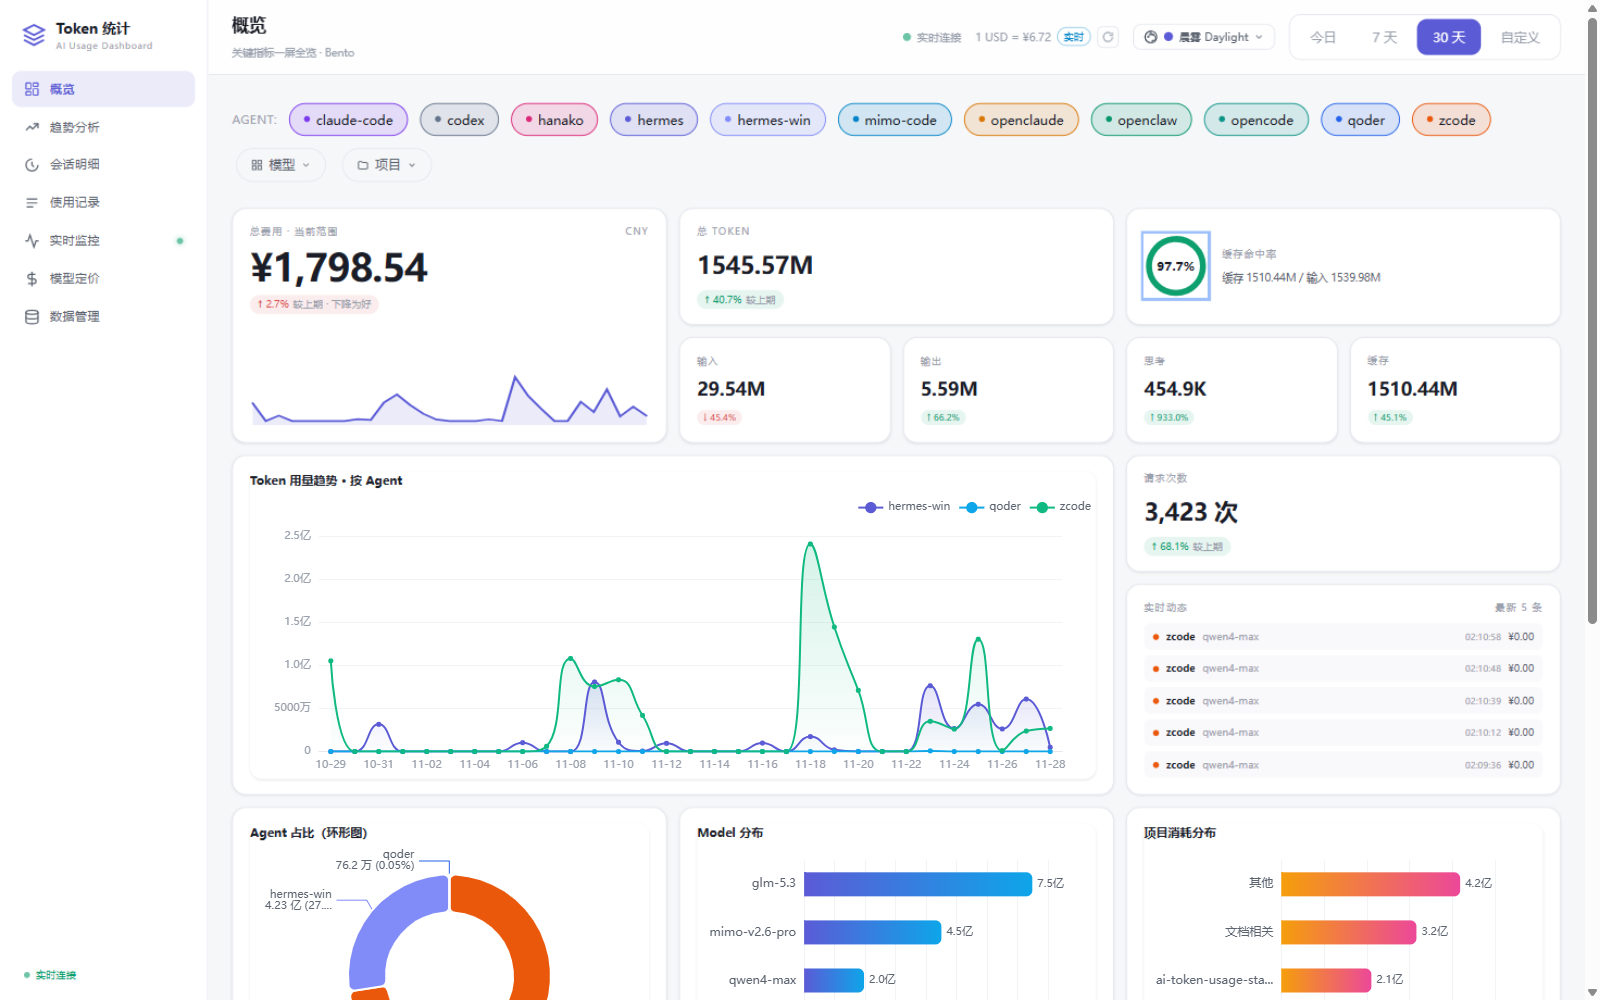 Token 统计
AI Usage Dashboard
概览
趋势分析
会话明细
使用记录
实时监控
模型定价
数据管理
实时连接
概览
关键指标一屏全览 · Bento
实时连接
1 USD = ¥6.72
实时
晨雾 Daylight
今日
7 天
30 天
自定义
AGENT:
claude-code
codex
hanako
hermes
hermes-win
mimo-code
openclaude
openclaw
opencode
qoder
zcode
模型
项目
总费用 · 当前范围
CNY
¥1,798.54
↑ 2.7% 较上期 · 下降为好
总 TOKEN
1545.57M
↑ 40.7% 较上期
97.7%
缓存命中率
缓存 1510.44M / 输入 1539.98M
输入
29.54M
↓ 45.4%
输出
5.59M
↑ 66.2%
思考
454.9K
↑ 933.0%
缓存
1510.44M
↑ 45.1%
Token 用量趋势 • 按 Agent
hermes-win
qoder
zcode
2.5亿
2.0亿
1.5亿
1.0亿
5000万
0
10-29
10-31
11-02
11-04
11-06
11-08
11-10
11-12
11-14
11-16
11-18
11-20
11-22
11-24
11-26
11-28
请求次数
3,423 次
↑ 68.1% 较上期
实时动态
最新 5 条
zcode qwen4-max 02:10:58 ¥0.00
zcode qwen4-max 02:10:48 ¥0.00
zcode qwen4-max 02:10:39 ¥0.00
zcode qwen4-max 02:10:12 ¥0.00
zcode qwen4-max 02:09:36 ¥0.00
Agent 占比（环形图）
qoder
76.2 万 (0.05%)
hermes-win
4.23 亿 (27....
Model 分布
glm-5.3
7.5亿
mimo-v2.6-pro
4.5亿
qwen4-max
2.0亿
项目消耗分布
其他
4.2亿
文档相关
3.2亿
ai-token-usage-sta...
2.1亿